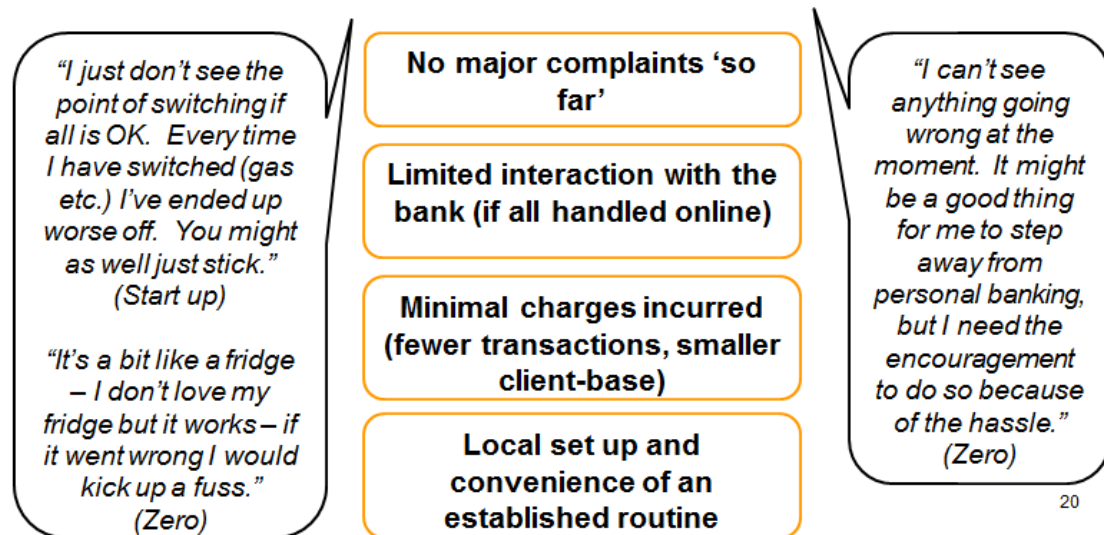 “I just don’t see the
point of switching if
all is OK.  Every time
I have switched (gas
etc.) I’ve ended up
worse off.  You might
as well just stick.”
(Start up)
“It’s a bit like a fridge
– I don’t love my
fridge but it works – if
it went wrong I would
kick up a fuss.”
(Zero)
No major complaints ‘so
far’
Limited interaction with the
bank (if all handled online)
Minimal charges incurred
(fewer transactions, smaller
client-base)
Local set up and
convenience of an
established routine
“I can’t see
anything going
wrong at the
moment.  It might
be a good thing
for me to step
away from
personal banking,
but I need the
encouragement
to do so because
of the hassle.”
(Zero)
20